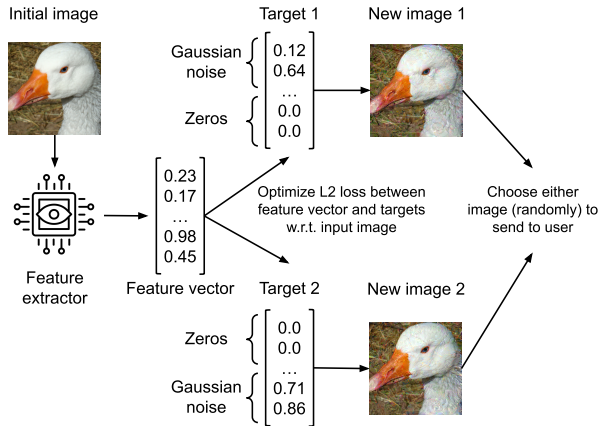 Initial image
Target 1
New image 1
Gaussian
noise
0.12
0.64
...
Zeros
0.0
0.0
0.23
0.17
...
0.98
0.45
Optimize L2 loss between
feature vector and targets
w.r.t. input image
Choose either
image (randomly) to
send to user
Feature
extractor
Feature vector
Target 2
New image 2
Zeros
0.0
0.0
...
Gaussian
noise
0.71
0.86